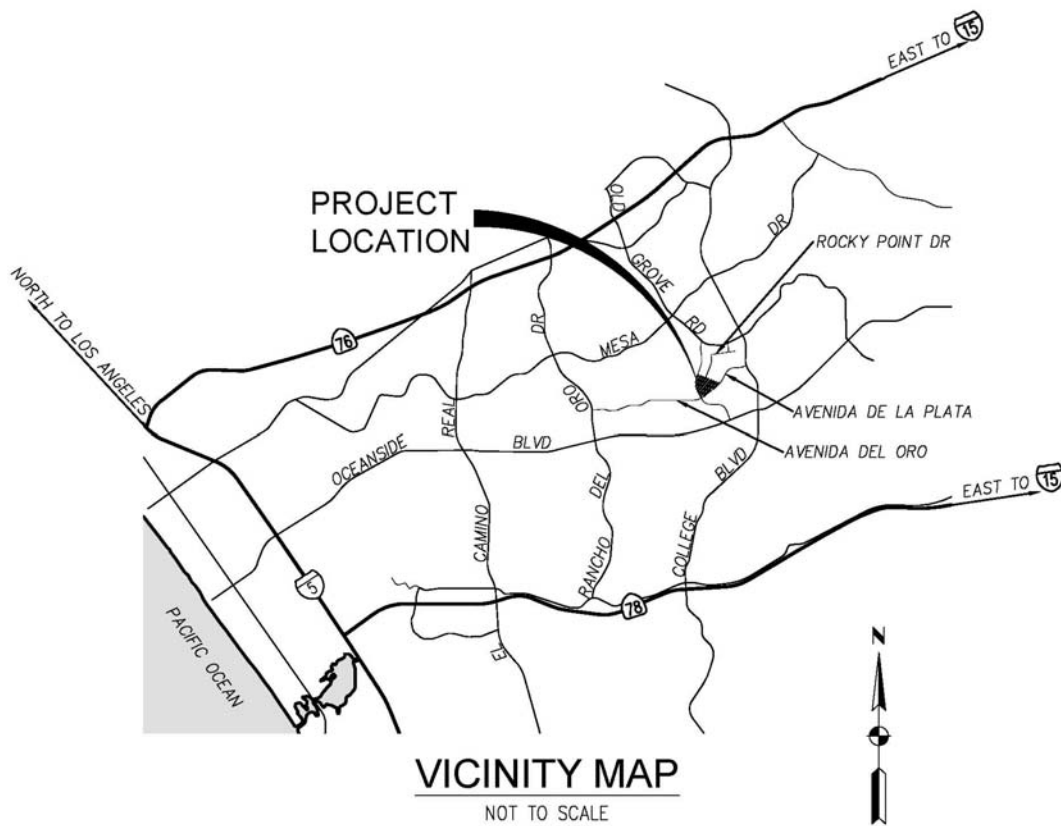 EAST TO 15
PROJECT
LOCATION
OLD
GROVE
RD
DR
ROCKY POINT DR
NORTH TO LOS ANGELES
76
DR
MESA
ORO
REAL
AVENIDA DE LA PLATA
OCEANSIDE
BLVD
AVENIDA DEL ORO
BLVD
DEL
EAST TO 15
CAMINO
RANCHO
COLLEGE
5
78
PACIFIC OCEAN
EL
N
VICINITY MAP
NOT TO SCALE